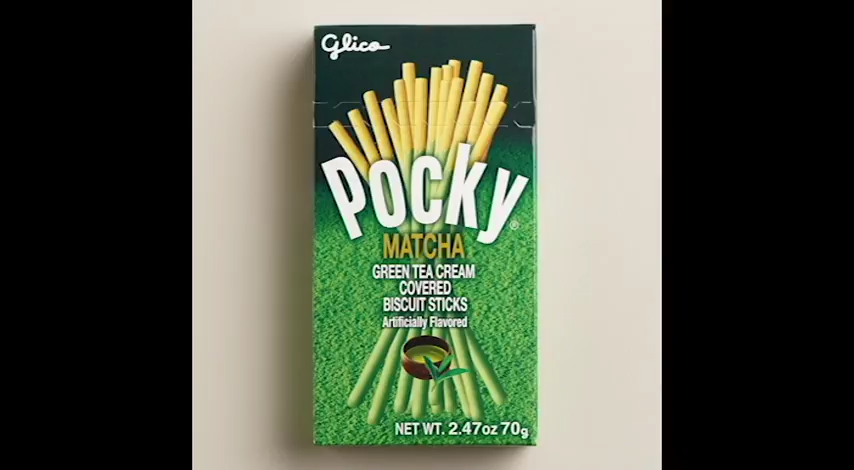 Glico
POCKY®
MATCHA
GREEN TEA CREAM
COVERED
BISCUIT STICKS
Artificially Flavored
NET WT. 2.47oz 70g